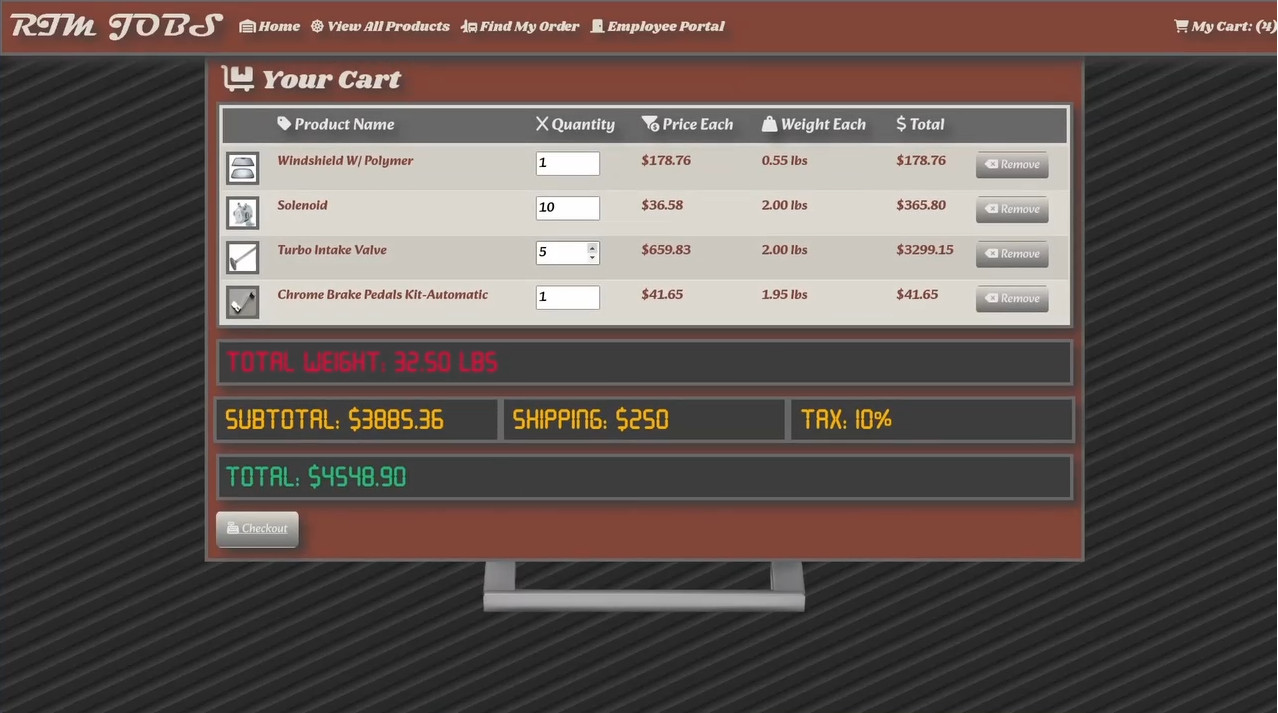 RIM JOBS Home View All Products Find My Order Employee Portal My Cart: (4)
Your Cart
Product Name X Quantity Price Each Weight Each $ Total
Windshield W/ Polymer 1 $178.76 0.55 lbs $178.76 Remove
Solenoid 10 $36.58 2.00 lbs $365.80 Remove
Turbo Intake Valve 5 $659.83 2.00 lbs $3299.15 Remove
Chrome Brake Pedals Kit-Automatic 1 $41.65 1.95 lbs $41.65 Remove
TOTAL WEIGHT: 32.50 LBS
SUBTOTAL: $3885.36 SHIPPING: $250 TAX: 10%
TOTAL: $4548.90
Checkout